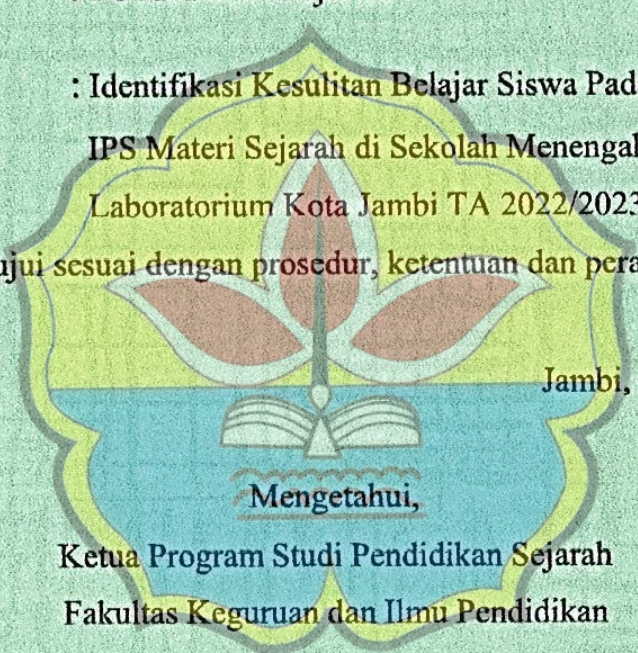 : Identifikasi Kesulitan Belajar Siswa Pad
IPS Materi Sejarah di Sekolah Menengal
Laboratorium Kota Jambi TA 2022/2023
ujui sesuai dengan prosedur, ketentuan dan pera
Jambi,
Mengetahui,
Ketua Program Studi Pendidikan Sejarah
Fakultas Keguruan dan Ilmu Pendidikan